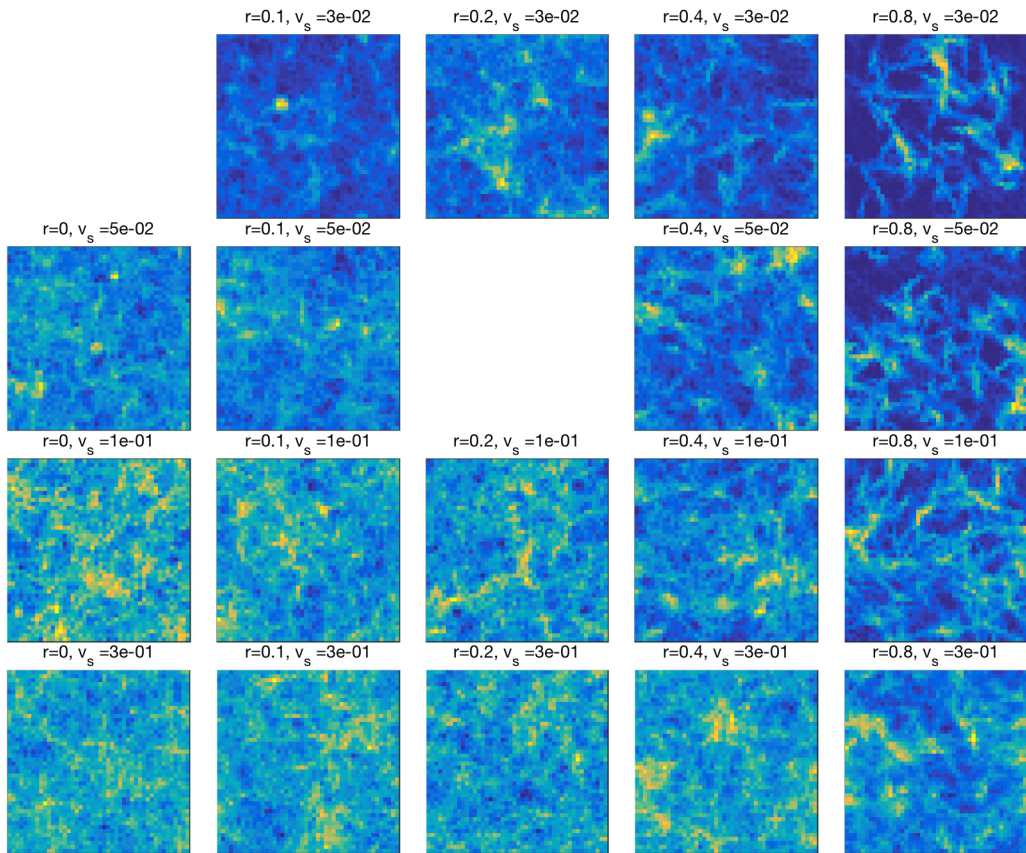 r=0.1, v_s =3e-02
r=0.2, v_s =3e-02
r=0.4, v_s =3e-02
r=0.8, v_s =3e-02
r=0, v_s =5e-02
r=0.1, v_s =5e-02
r=0.4, v_s =5e-02
r=0.8, v_s =5e-02
r=0, v_s =1e-01
r=0.1, v_s =1e-01
r=0.2, v_s =1e-01
r=0.4, v_s =1e-01
r=0.8, v_s =1e-01
r=0, v_s =3e-01
r=0.1, v_s =3e-01
r=0.2, v_s =3e-01
r=0.4, v_s =3e-01
r=0.8, v_s =3e-01